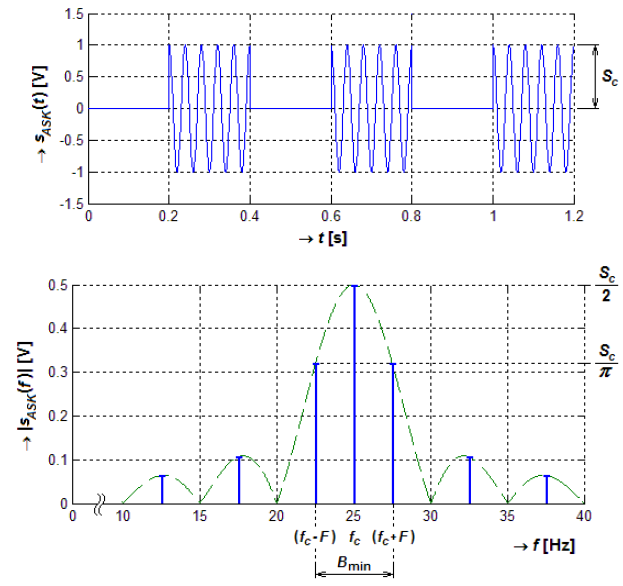 → s_ASK(t) [V]
1.5
1
0.5
0
-0.5
-1
-1.5
S_c
0 0.2 0.4 0.6 0.8 1 1.2
→ t [s]
→ |s_ASK(f)| [V]
0.5
0.4
0.3
0.2
0.1
0
S_c
2
S_c
π
10 15 20 25 30 35 40
(f_c-F) f_c (f_c+F)
→ f [Hz]
B_min